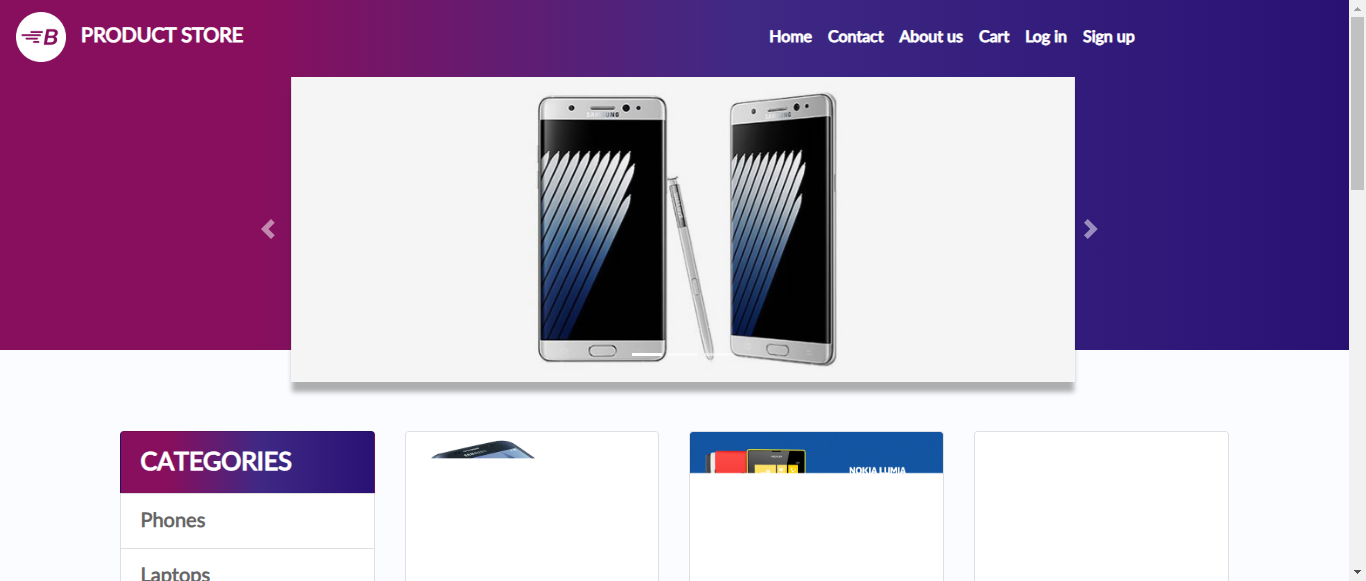 B PRODUCT STORE
Home Contact About us Cart Log in Sign up
SAMSUNG SAMSUNG
CATEGORIES
NOKIA LUMIA
Phones
Laptops